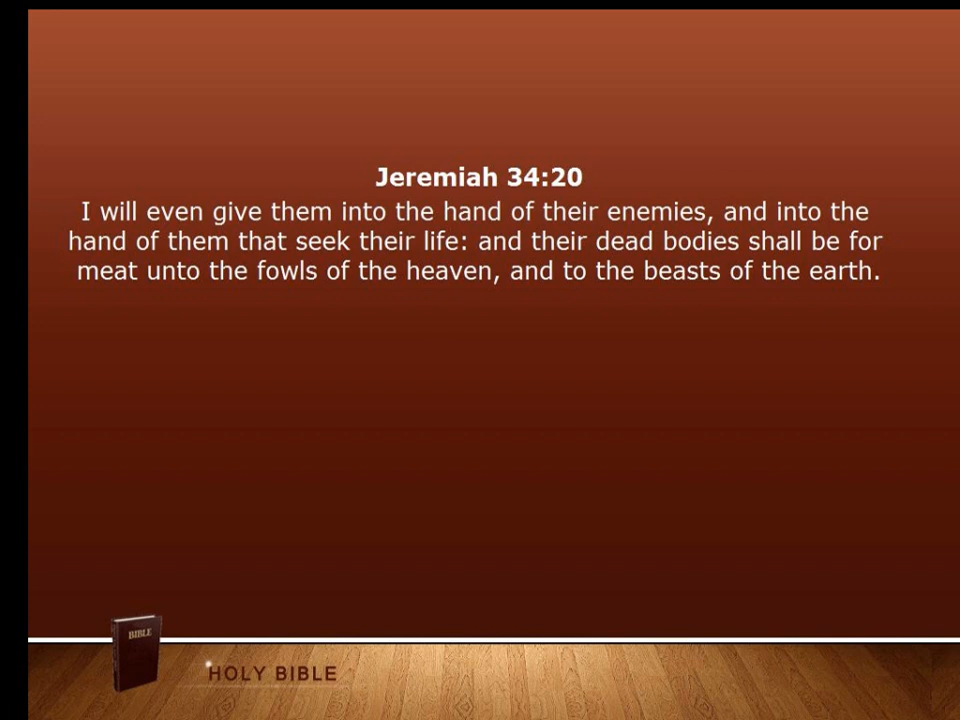 Jeremiah 34:20
I will even give them into the hand of their enemies, and into the
hand of them that seek their life: and their dead bodies shall be for
meat unto the fowls of the heaven, and to the beasts of the earth.
BIBLE
HOLY BIBLE